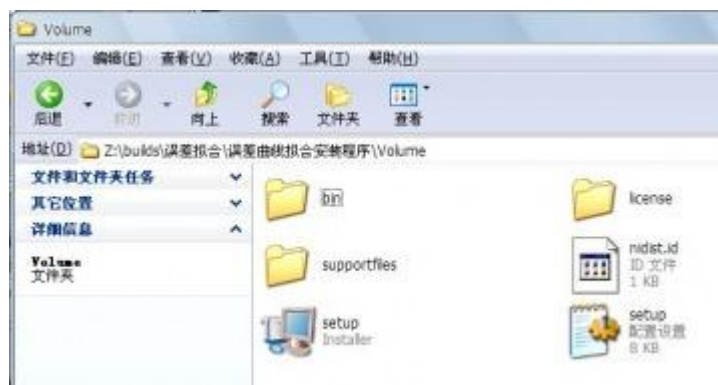 Volume
文件(F) 编辑(E) 查看(V) 收藏(A) 工具(T) 帮助(H)
后退 前进 向上 搜索 文件夹 查看
地址(D) Z:\builds\误差拟合\误差曲线拟合安装程序\Volume
文件和文件夹任务
其它位置
详细信息
Volume
文件夹
bin
license
supportfiles
nidist.id
ID 文件
1 KB
setup
Installer
setup
配置设置
8 KB